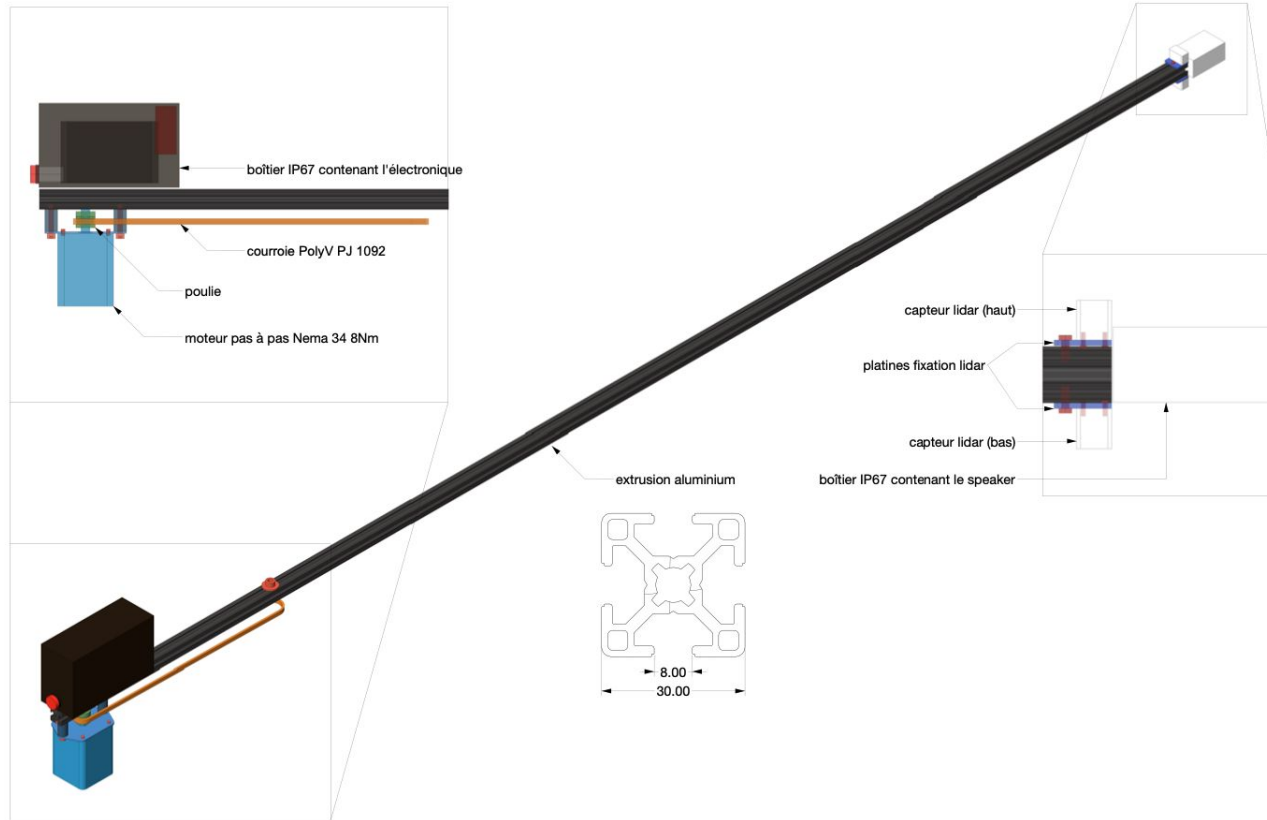 boîtier IP67 contenant l'électronique
courroie PolyV PJ 1092
poulie
moteur pas à pas Nema 34 8Nm
capteur lidar (haut)
platines fixation lidar
capteur lidar (bas)
boîtier IP67 contenant le speaker
extrusion aluminium
8.00
30.00